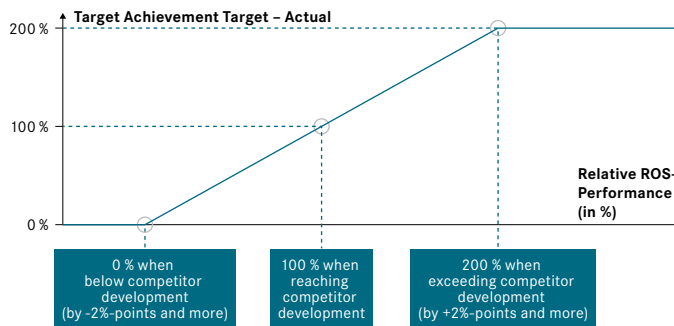 Target Achievement Target – Actual
200 %
100 %
0 %
Relative ROS-
Performance
(in %)
0 % when
below competitor
development
(by -2%-points and more)
100 % when
reaching
competitor
development
200 % when
exceeding competitor
development
(by +2%-points and more)